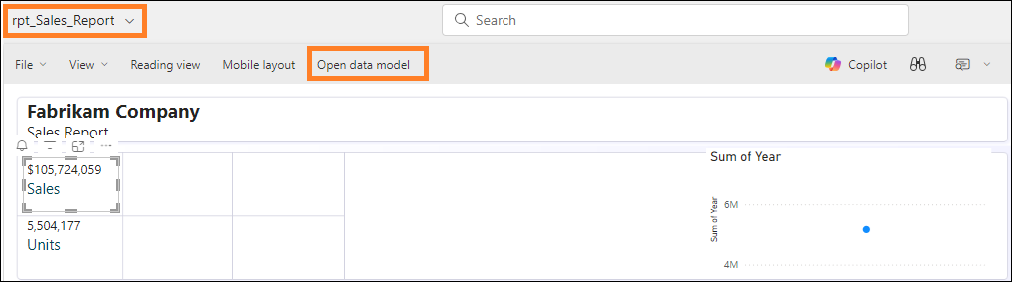 rpt_Sales_Report
Search
File
View
Reading view
Mobile layout
Open data model
Copilot
Fabrikam Company
Sales Report
$105,724,059
Sales
5,504,177
Units
Sum of Year
Sum of Year
6M
4M